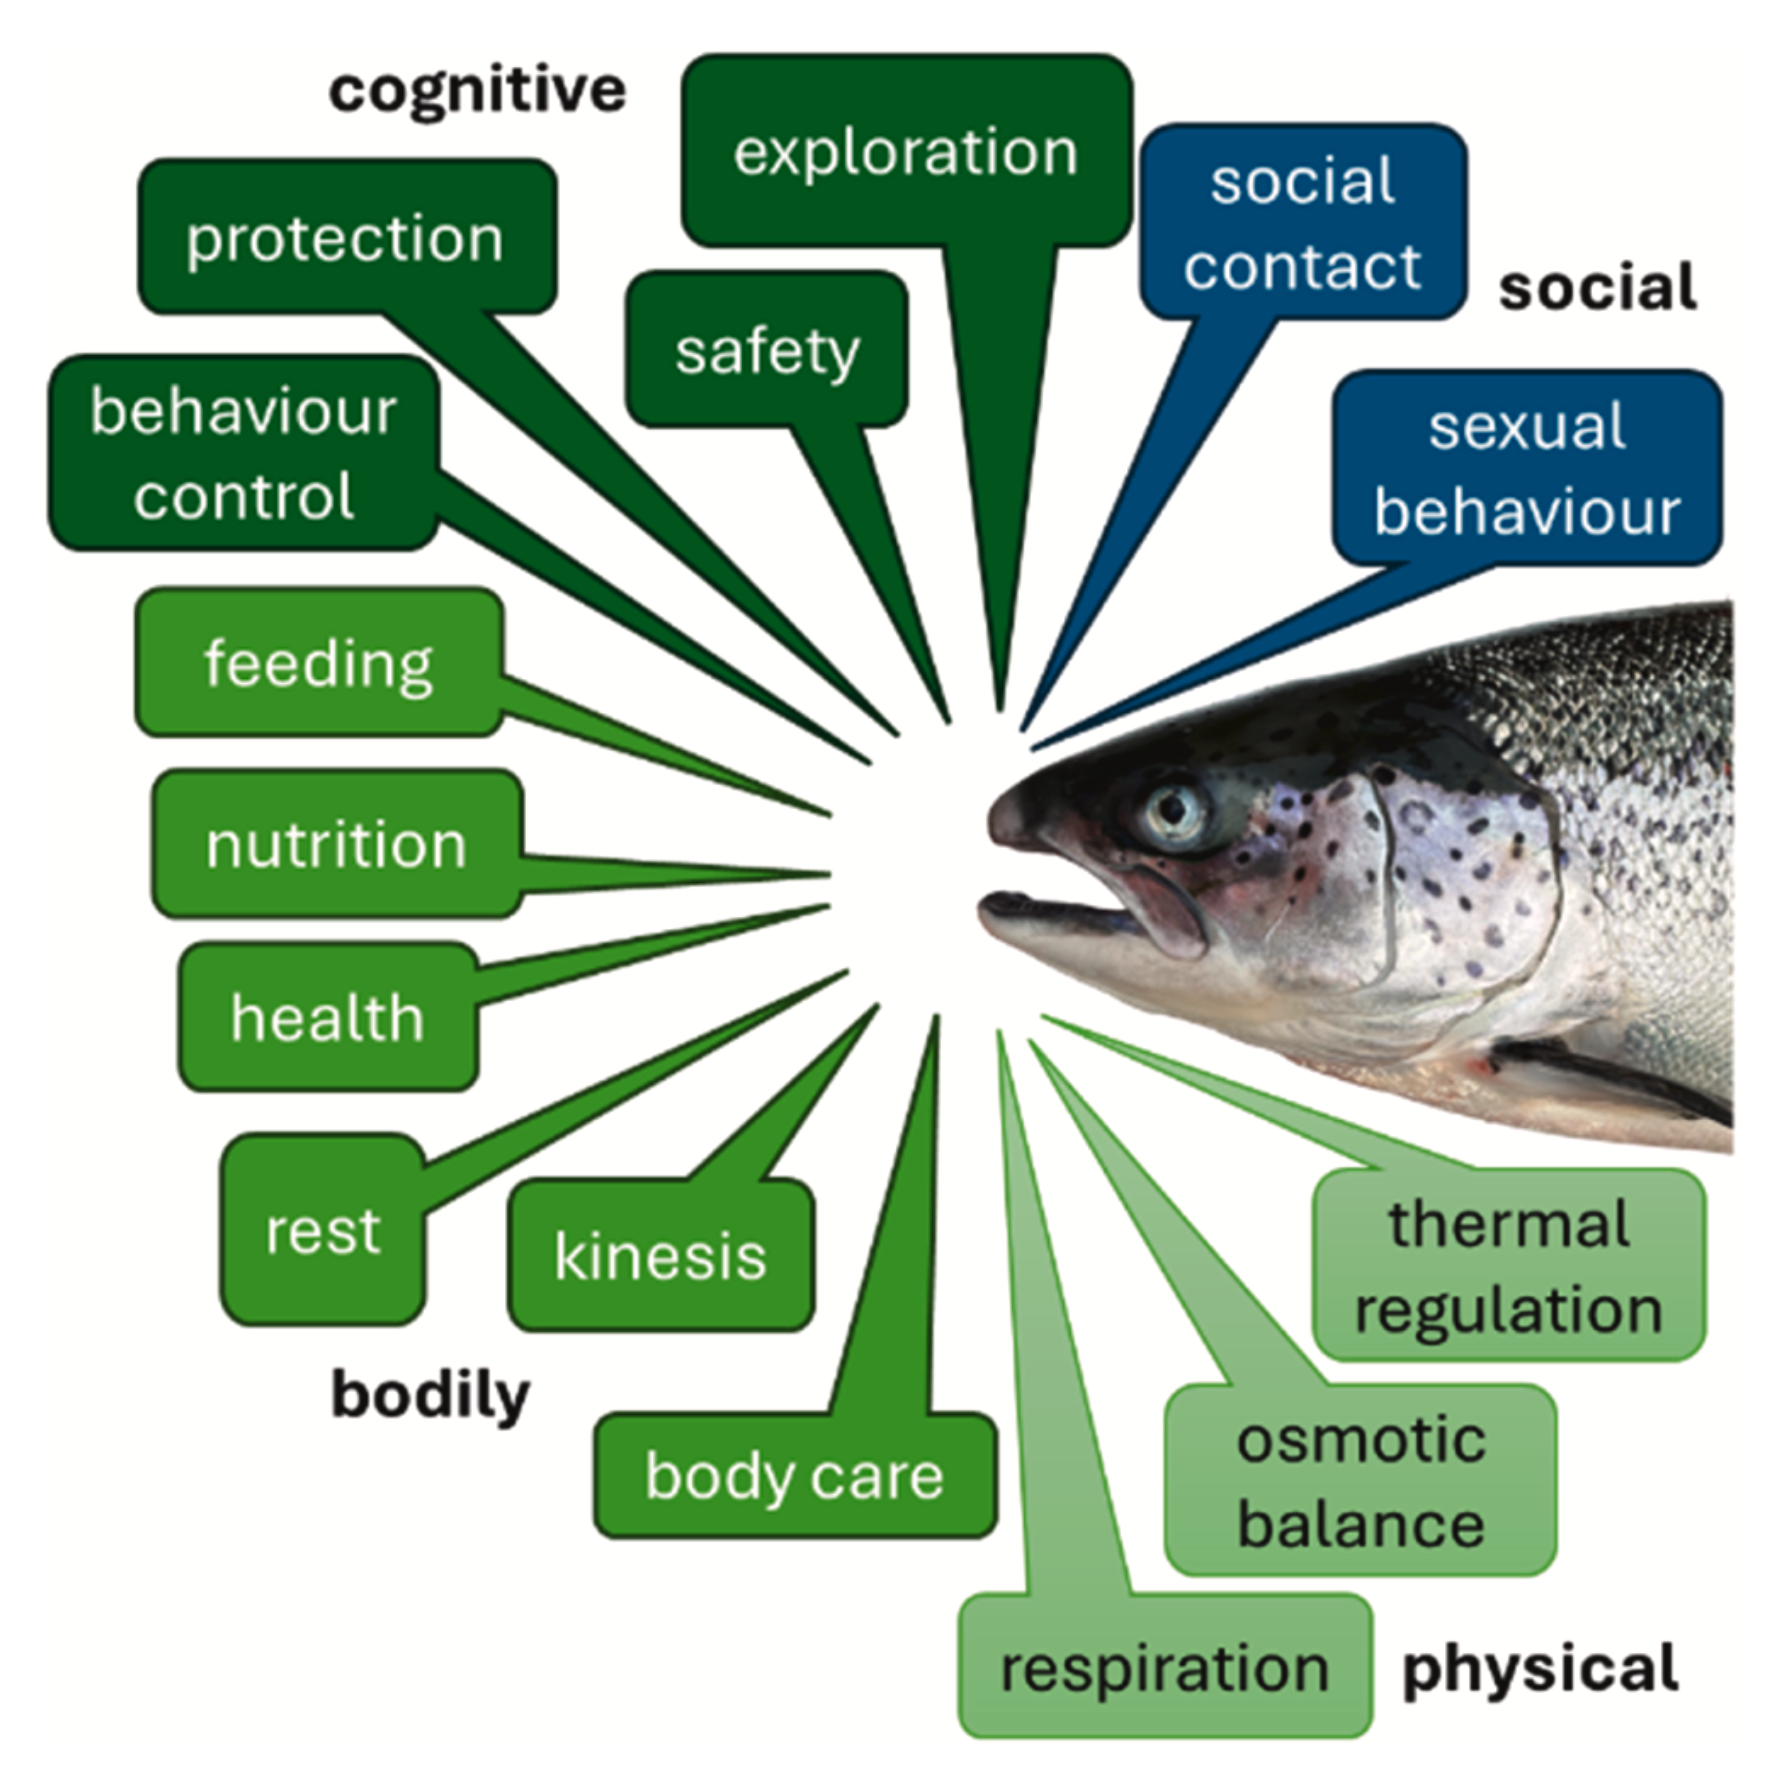 cognitive
exploration
social
contact
protection
social
safety
behaviour
control
sexual
behaviour
feeding
nutrition
health
rest
kinesis
thermal
regulation
bodily
body care
osmotic
balance
respiration
physical